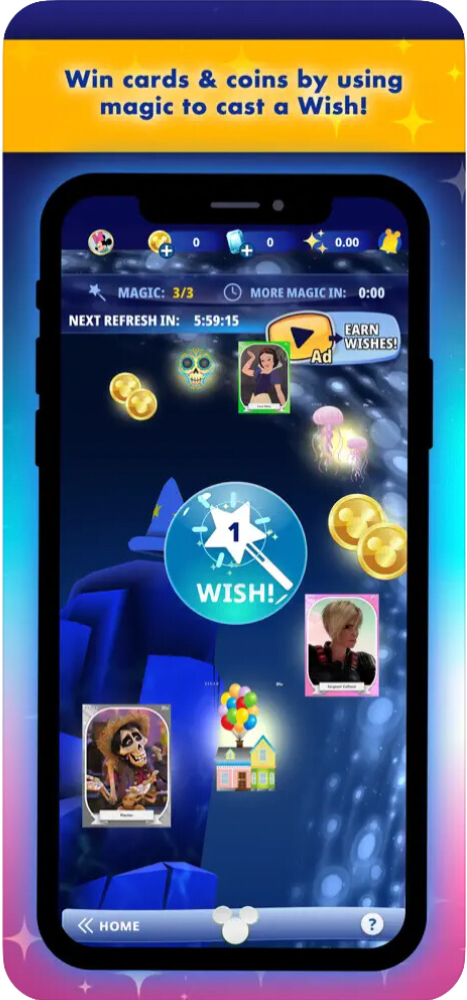 Win cards & coins by using
magic to cast a Wish!
0 0 0.00
MAGIC: 3/3 MORE MAGIC IN: 0:00
NEXT REFRESH IN: 5:59:15
EARN
WISHES!
Ad
1
WISH!
HOME ?